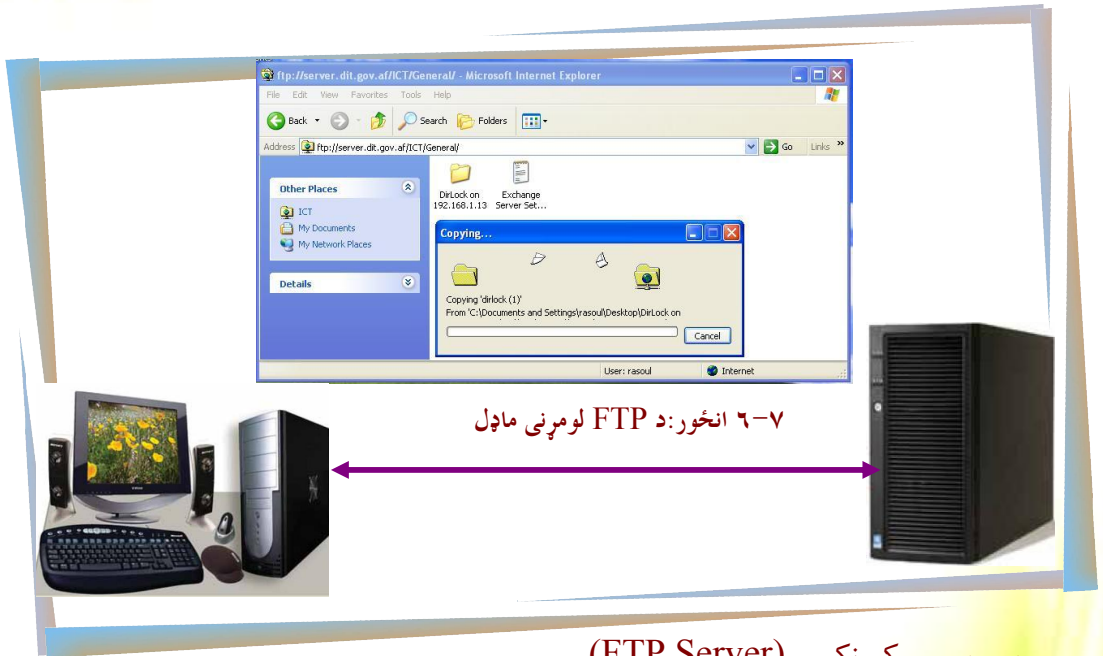 ftp://server.dit.gov.af/ICT/General/ - Microsoft Internet Explorer
File Edit View Favorites Tools Help
Back Search Folders
Address ftp://server.dit.gov.af/ICT/General/ Go Links »
Other Places
ICT
My Documents
My Network Places
Details
DirLock on 192.168.1.13
Exchange Server Set...
Copying...
Copying 'dirlock (1)'
From 'C:\Documents and Settings\rasoul\Desktop\DirLock on
Cancel
User: rasoul Internet
٧-٦ انځور:د FTP لومړنی ماډل
(FTP Server)